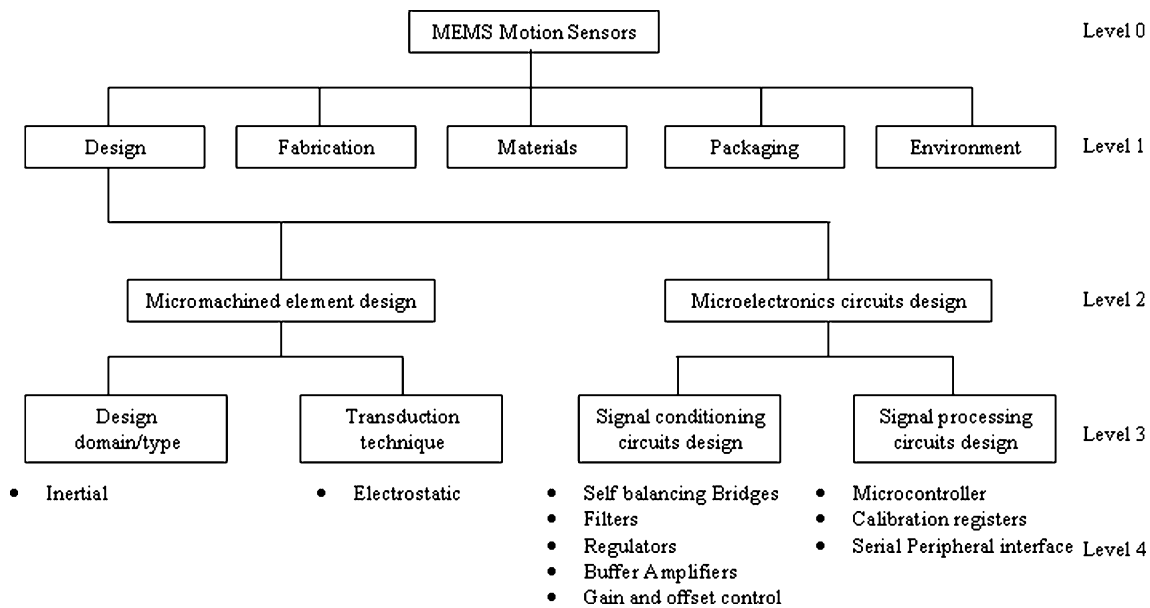 MEMS Motion Sensors
Level 0
Design
Fabrication
Materials
Packaging
Environment
Level 1
Micromachined element design
Microelectronics circuits design
Level 2
Design
domain/type
Transduction
technique
Signal conditioning
circuits design
Signal processing
circuits design
Level 3
• Inertial
• Electrostatic
• Self balancing Bridges
• Filters
• Regulators
• Buffer Amplifiers
• Gain and offset control
• Microcontroller
• Calibration registers
• Serial Peripheral interface
Level 4